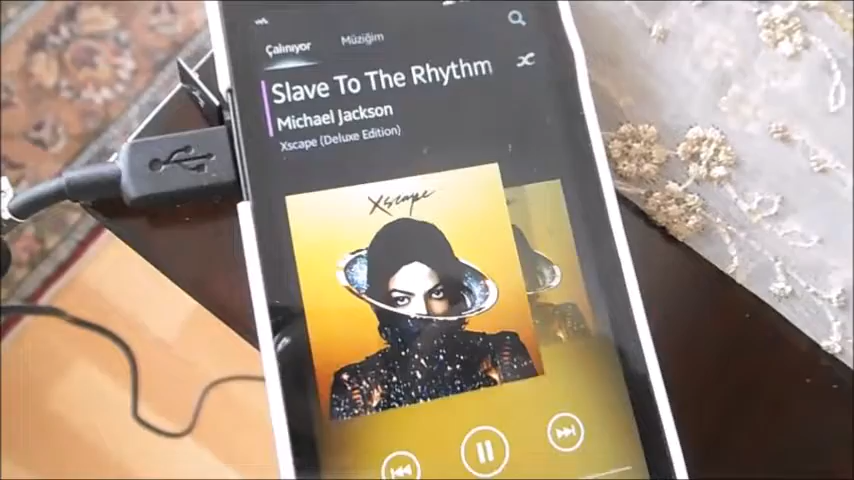 Çalınıyor Müziğim
Slave To The Rhythm
Michael Jackson
Xscape (Deluxe Edition)
Xscape